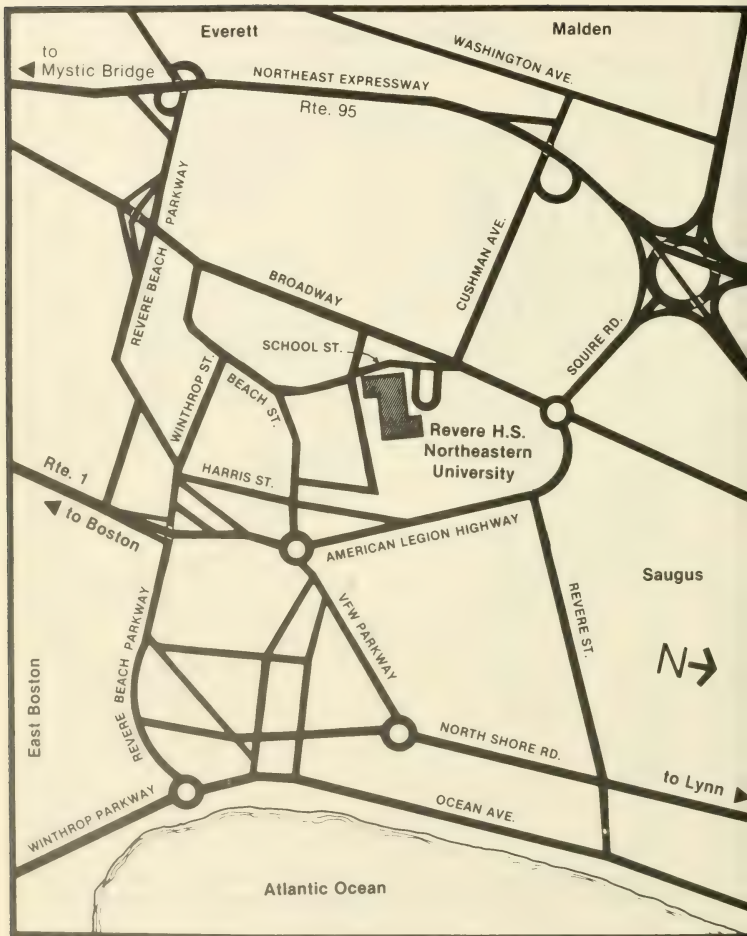 Everett
Malden
to
Mystic Bridge
WASHINGTON AVE.
NORTHEAST EXPRESSWAY
Rte. 95
REVERE BEACH PARKWAY
CUSHMAN AVE.
BROADWAY
SQUIRE RD.
SCHOOL ST.
WINTHROP ST.
BEACH ST.
Revere H.S.
Northeastern
University
Rte. 1
to Boston
HARRIS ST.
AMERICAN LEGION HIGHWAY
REVERE ST.
Saugus
N
VFW PARKWAY
REVERE BEACH PARKWAY
East Boston
NORTH SHORE RD.
to Lynn
WINTHROP PARKWAY
OCEAN AVE.
Atlantic Ocean